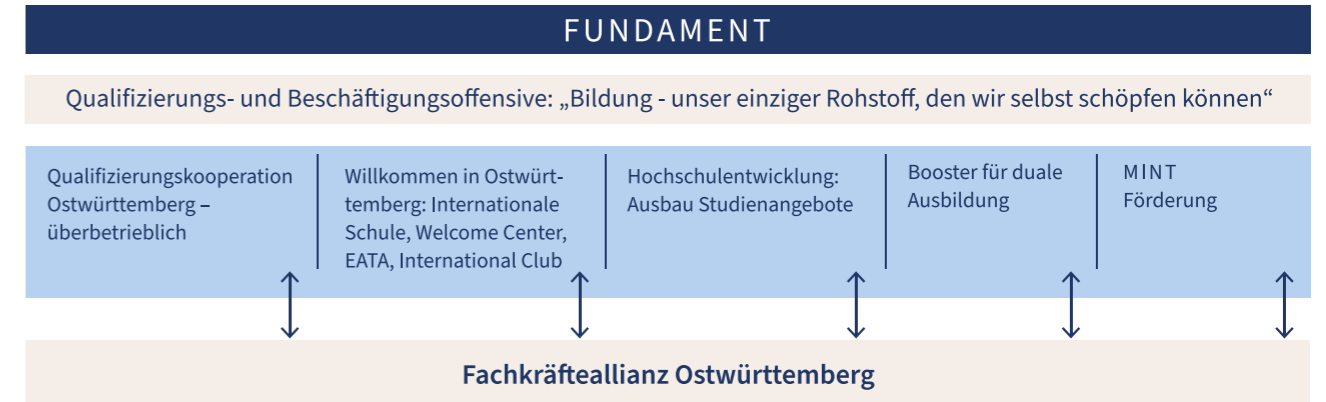 FUNDAMENT
Qualifizierungs- und Beschäftigungsoffensive: „Bildung - unser einziger Rohstoff, den wir selbst schöpfen können“
Qualifizierungskooperation
Ostwürttemberg –
überbetrieblich
Willkommen in Ostwürt-
temberg: Internationale
Schule, Welcome Center,
EATA, International Club
Hochschulentwicklung:
Ausbau Studienangebote
Booster für duale
Ausbildung
MINT
Förderung
Fachkräfteallianz Ostwürttemberg